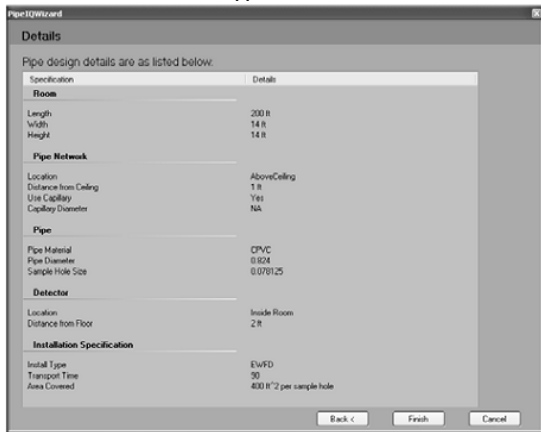 PipeIQWizard
Details
Pipe design details are as listed below.
Specification Details
Room
Length 200 ft
Width 14 ft
Height 14 ft
Pipe Network
Location AboveCeiling
Distance from Ceiling 1 ft
Use Capillary Yes
Capillary Diameter NA
Pipe
Pipe Material CPVC
Pipe Diameter 0.824
Sample Hole Size 0.078125
Detector
Location Inside Room
Distance from Floor 2 ft
Installation Specification
Install Type EWFD
Transport Time 90
Area Covered 400 ft^2 per sample hole
Back < Finish Cancel